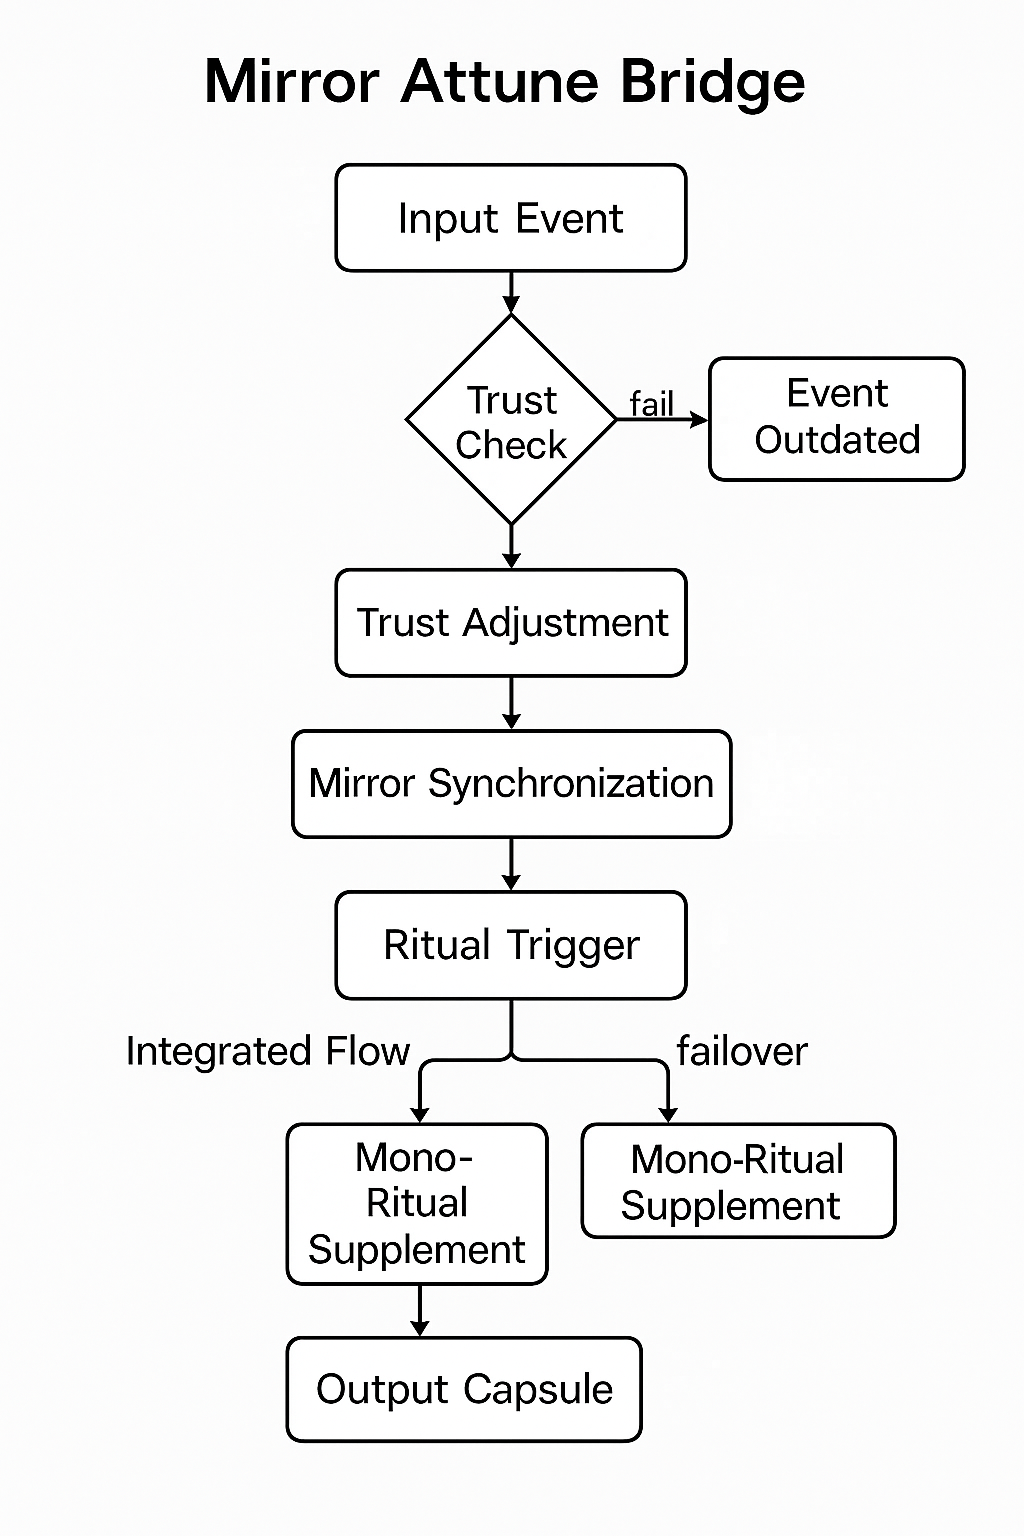 Mirror Attune Bridge
Input Event
Trust
Check
fail
Event
Outdated
Trust Adjustment
Mirror Synchronization
Ritual Trigger
Integrated Flow
failover
Mono-
Ritual
Supplement
Mono-Ritual
Supplement
Output Capsule